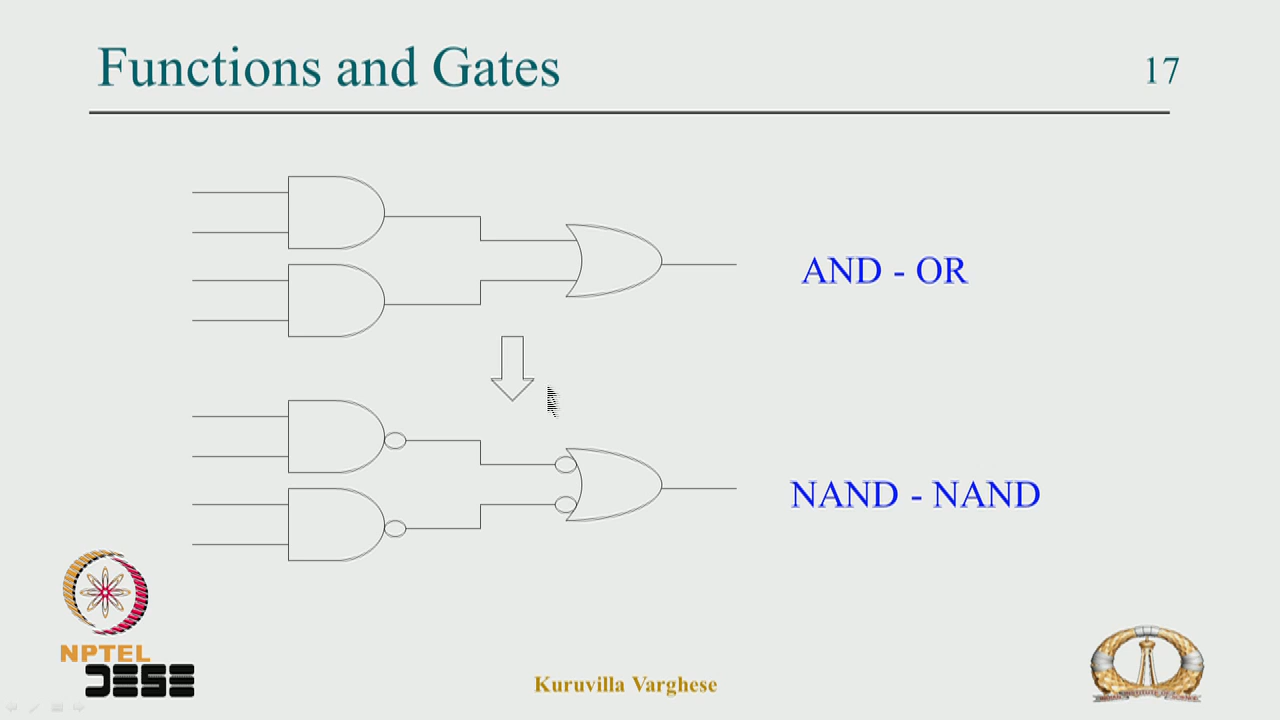 Functions and Gates
17
AND - OR
NAND - NAND
NPTEL
Kuruvilla Varghese